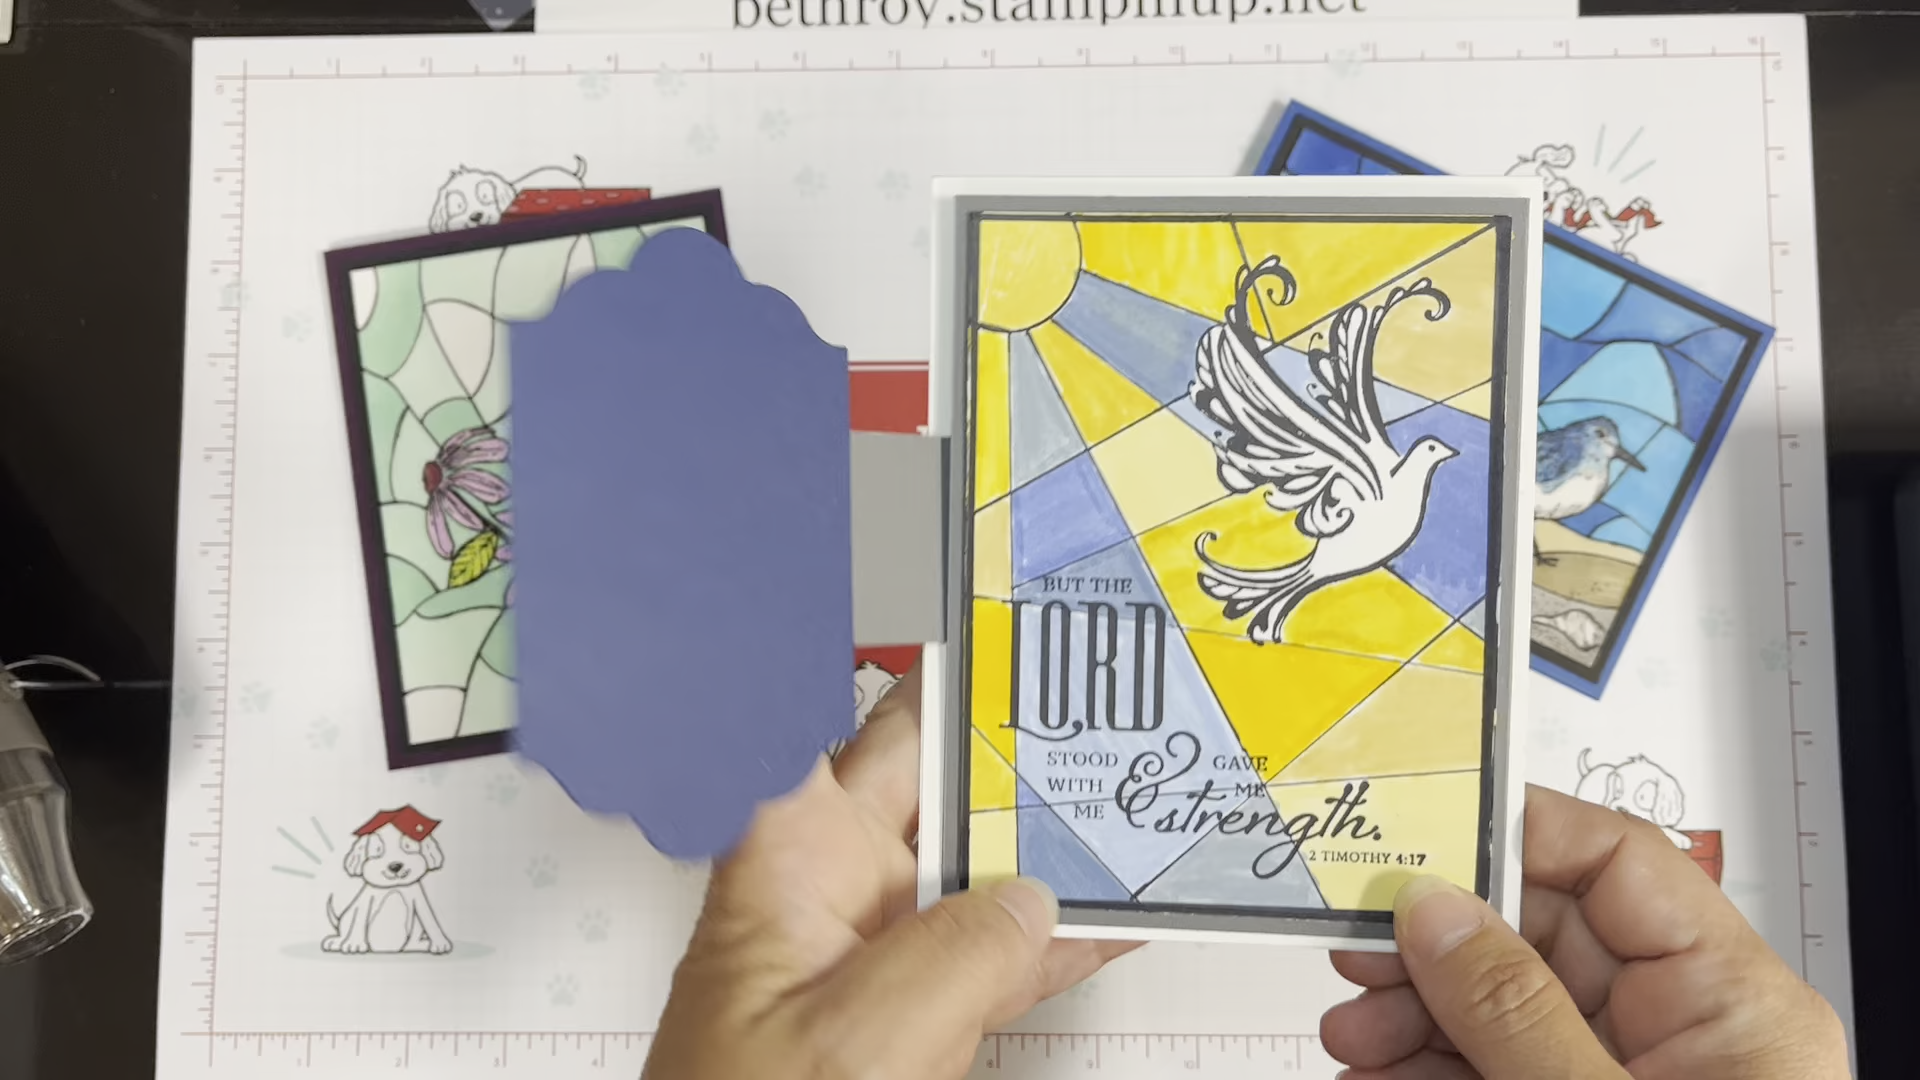 bethroy.stampinup.net
BUT THE
LORD
STOOD
WITH
ME
&
GAVE
ME
strength.
2 TIMOTHY 4:17